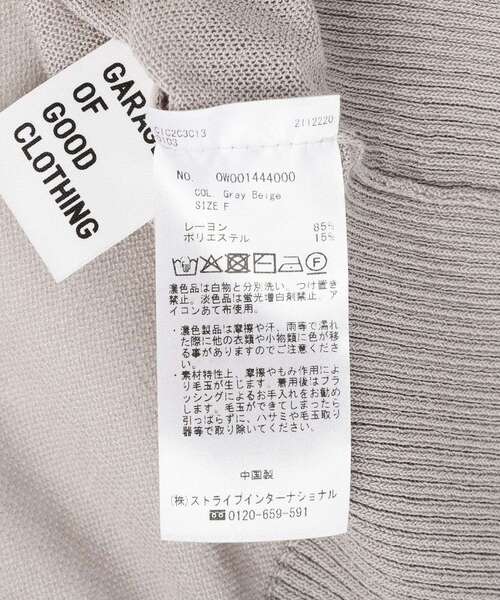 GARAGE
OF
GOOD
CLOTHING
C1C2C3C13
2112220
NO. 0W001444000
COL. Gray Beige
SIZE F
レーヨン 85%
ポリエステル 15%
濃色品は白物と分別洗い。つけ置き
禁止。淡色品は蛍光増白剤禁止。ア
イコンあて布使用。
・濃色製品は摩擦や汗、雨等で濡れ
た際に他の衣類や小物類に色が移
る事がありますのでご注意くださ
い。
・素材特性上、摩擦やもみ作用によ
り毛玉が生じます。着用後はブラ
ッシングによるお手入れをお勧め
します。毛玉ができてしまったら
引っぱらずに、ハサミや毛玉取り
器等で取り除いてください。
中国製
(株)ストライプインターナショナル
0120-659-591